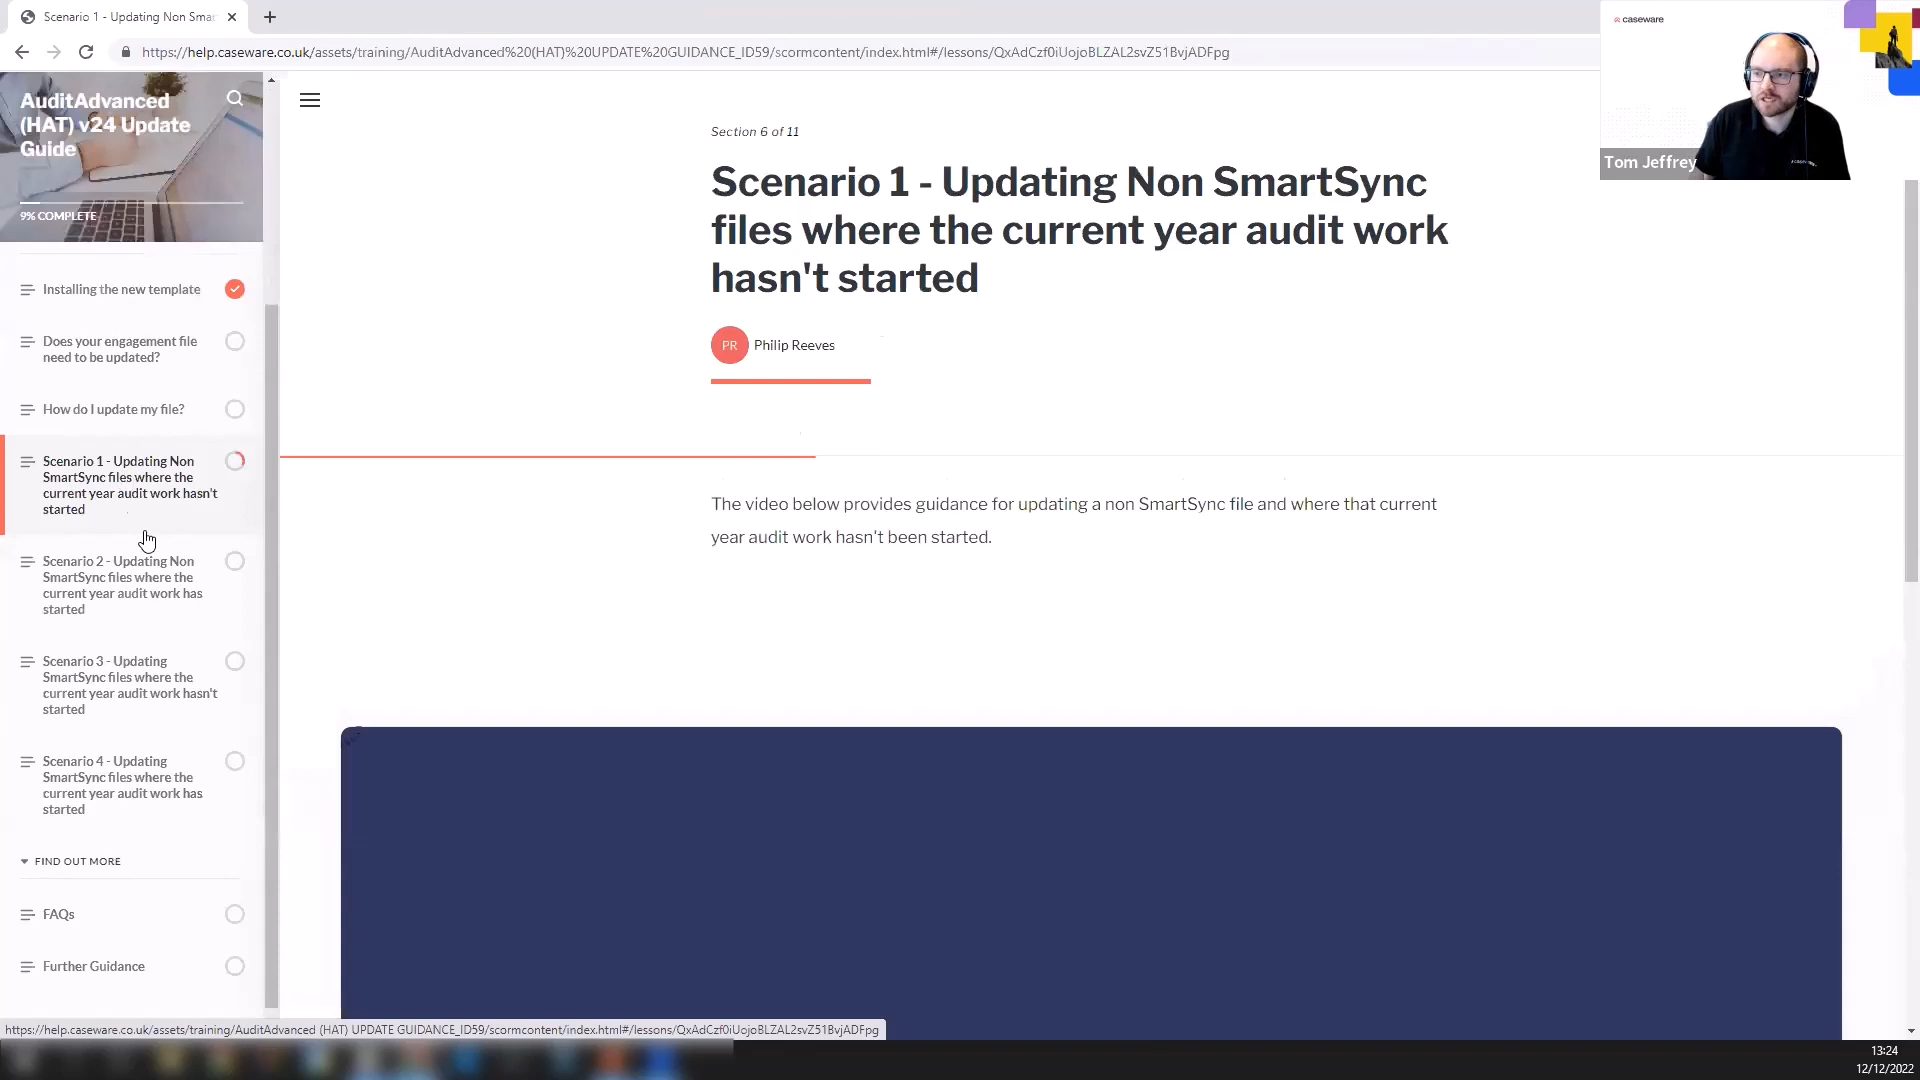 Scenario 1 - Updating Non Smar
https://help.caseware.co.uk/assets/training/AuditAdvanced%20(HAT)%20UPDATE%20GUIDANCE_ID59/scormcontent/index.html#/lessons/QxAdCzf0iUojoBLZAL2svZ51BvjADFpg
caseware
Tom Jeffrey
AuditAdvanced
(HAT) v24 Update
Guide
9% COMPLETE
Installing the new template
Does your engagement file
need to be updated?
How do I update my file?
Scenario 1 - Updating Non
SmartSync files where the
current year audit work hasn't
started
Scenario 2 - Updating Non
SmartSync files where the
current year audit work has
started
Scenario 3 - Updating
SmartSync files where the
current year audit work hasn't
started
Scenario 4 - Updating
SmartSync files where the
current year audit work has
started
FIND OUT MORE
FAQs
Further Guidance
Section 6 of 11
Scenario 1 - Updating Non SmartSync
files where the current year audit work
hasn't started
PR Philip Reeves
The video below provides guidance for updating a non SmartSync file and where that current
year audit work hasn't been started.
https://help.caseware.co.uk/assets/training/AuditAdvanced (HAT) UPDATE GUIDANCE_ID59/scormcontent/index.html#/lessons/QxAdCzf0iUojoBLZAL2svZ51BvjADFpg
13:24
12/12/2022